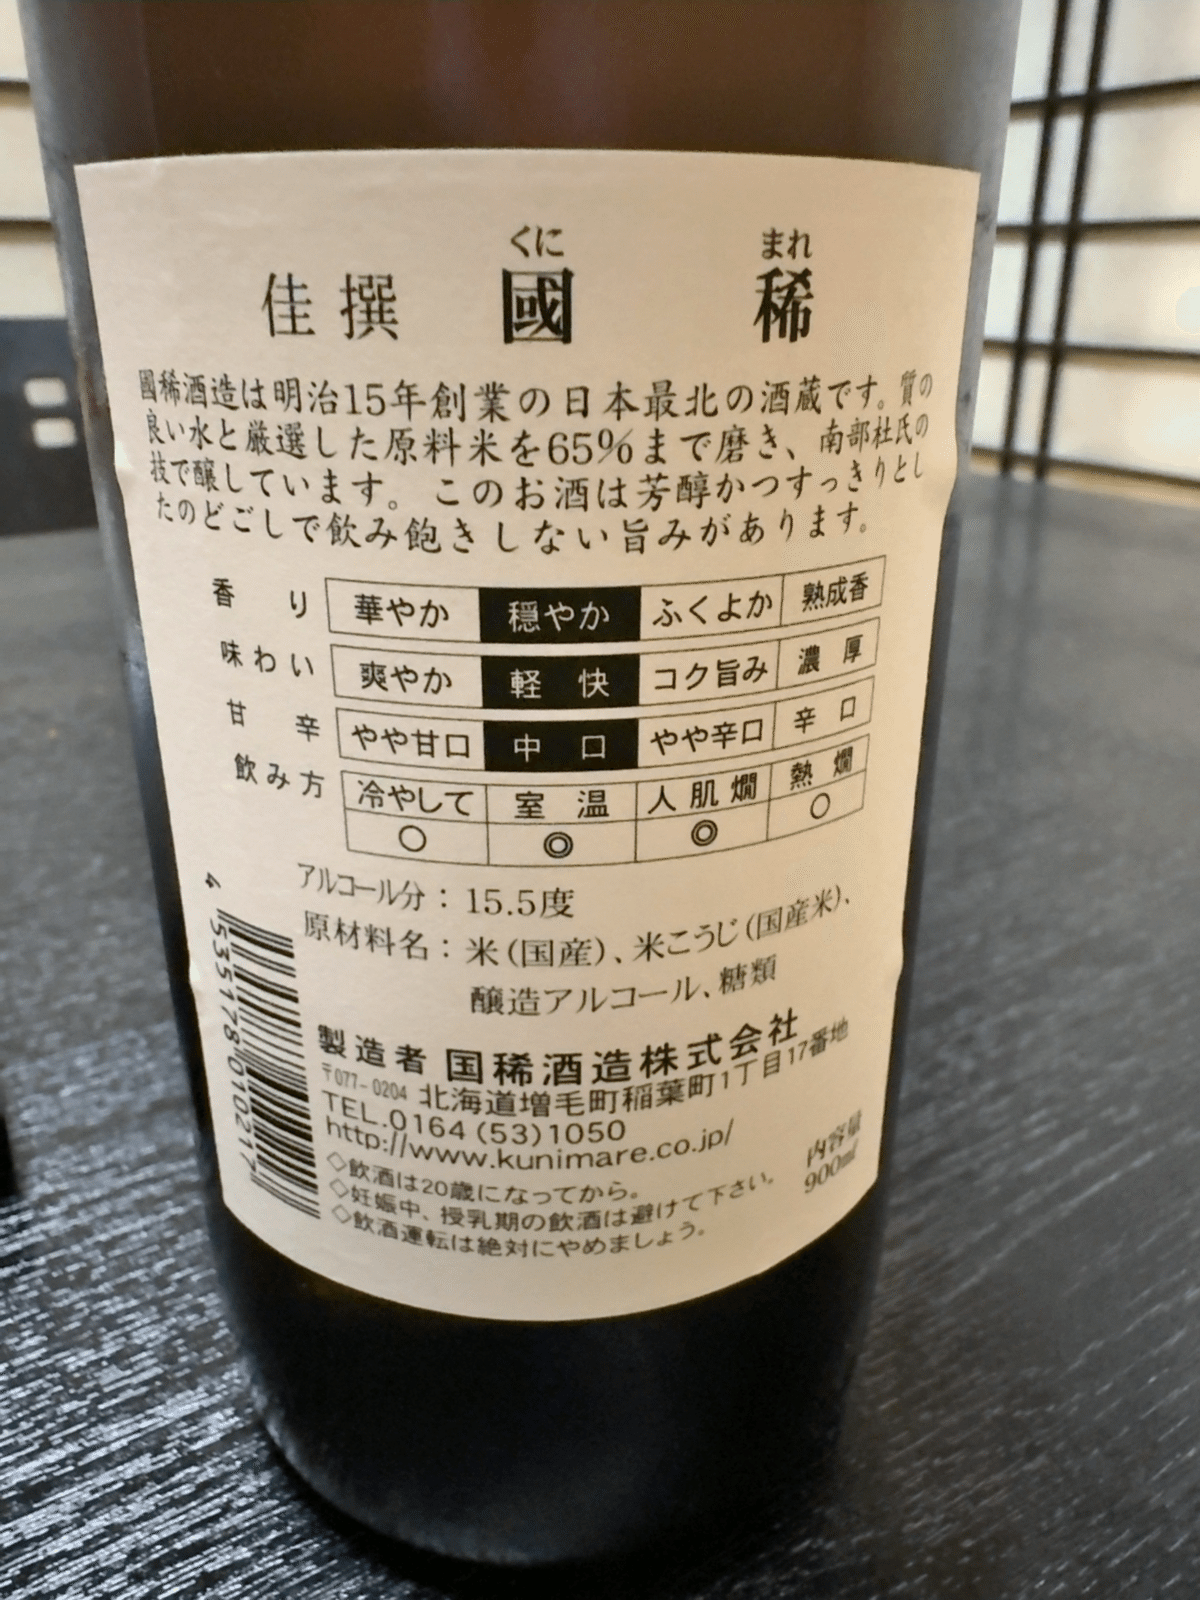 くに まれ
佳撰 國 稀
國稀酒造は明治15年創業の日本最北の酒蔵です。質の
良い水と厳選した原料米を65%まで磨き、南部杜氏の
技で醸しています。このお酒は芳醇かつすっきりとし
たのどごしで飲み飽きしない旨みがあります。
香り 華やか 穏やか ふくよか 熟成香
味わい 爽やか 軽快 コク旨み 濃厚
甘辛 やや甘口 中口 やや辛口 辛口
飲み方 冷やして 室温 人肌燗 熱燗
○ ◎ ◎ ○
アルコール分：15.5度
原材料名：米(国産)、米こうじ(国産米)、
醸造アルコール、糖類
製造者 国稀酒造株式会社
〒077-0204 北海道増毛町稲葉町1丁目17番地
TEL.0164(53)1050
http://www.kunimare.co.jp/
◇飲酒は20歳になってから。
◇妊娠中、授乳期の飲酒は避けて下さい。
◇飲酒運転は絶対にやめましょう。
内容量
900ml
4 535178 010217